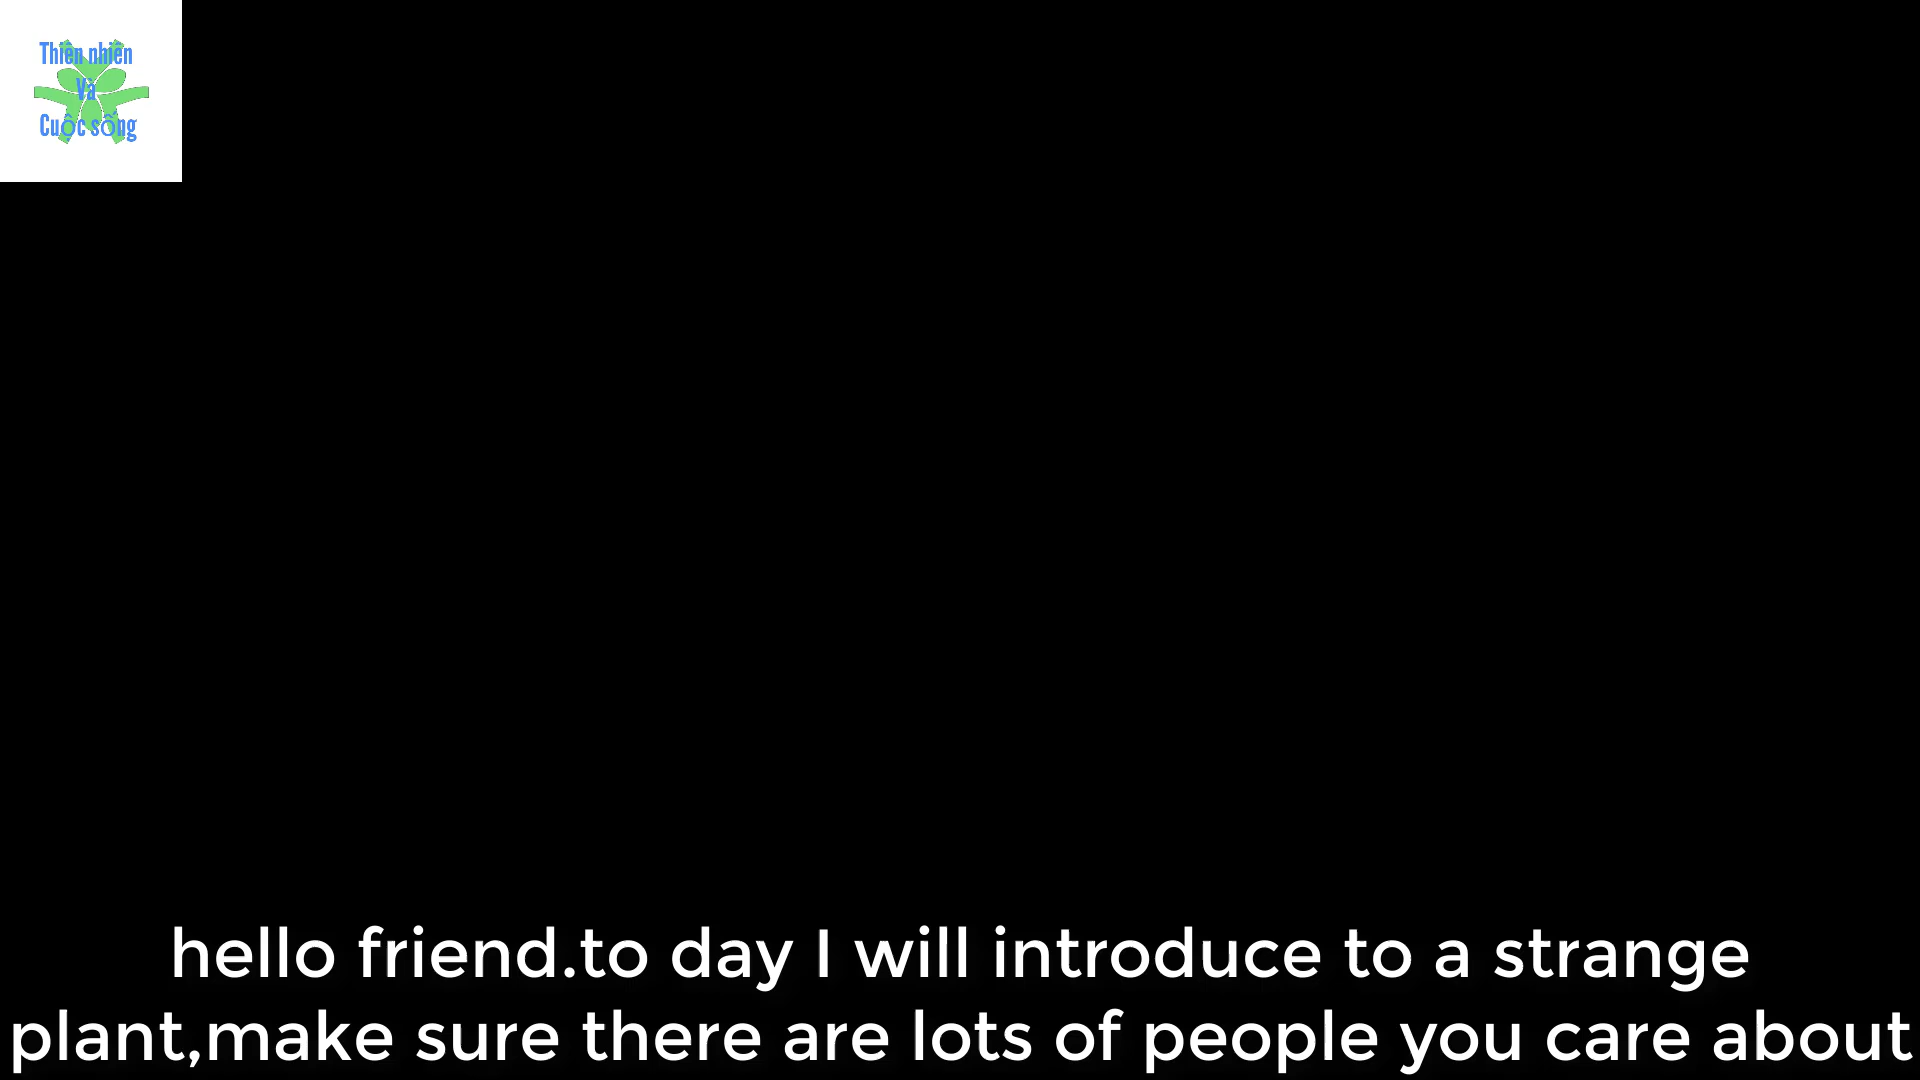 Thiên nhiên
Và
Cuộc sống
hello friend.to day I will introduce to a strange
plant,make sure there are lots of people you care about